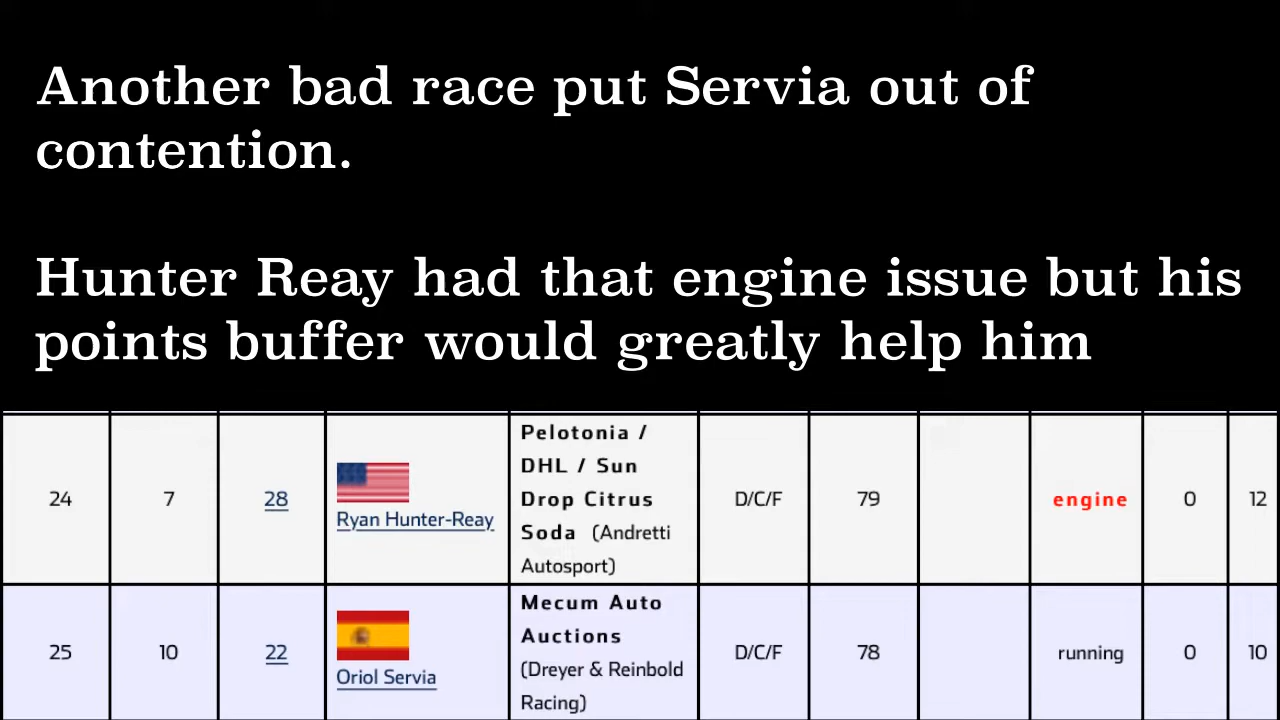 Another bad race put Servia out of
contention.
Hunter Reay had that engine issue but his
points buffer would greatly help him
24 7 28 Ryan Hunter-Reay Pelotonia / DHL / Sun Drop Citrus Soda (Andretti Autosport) D/C/F 79 engine 0 12
25 10 22 Oriol Servia Mecum Auto Auctions (Dreyer & Reinbold Racing) D/C/F 78 running 0 10